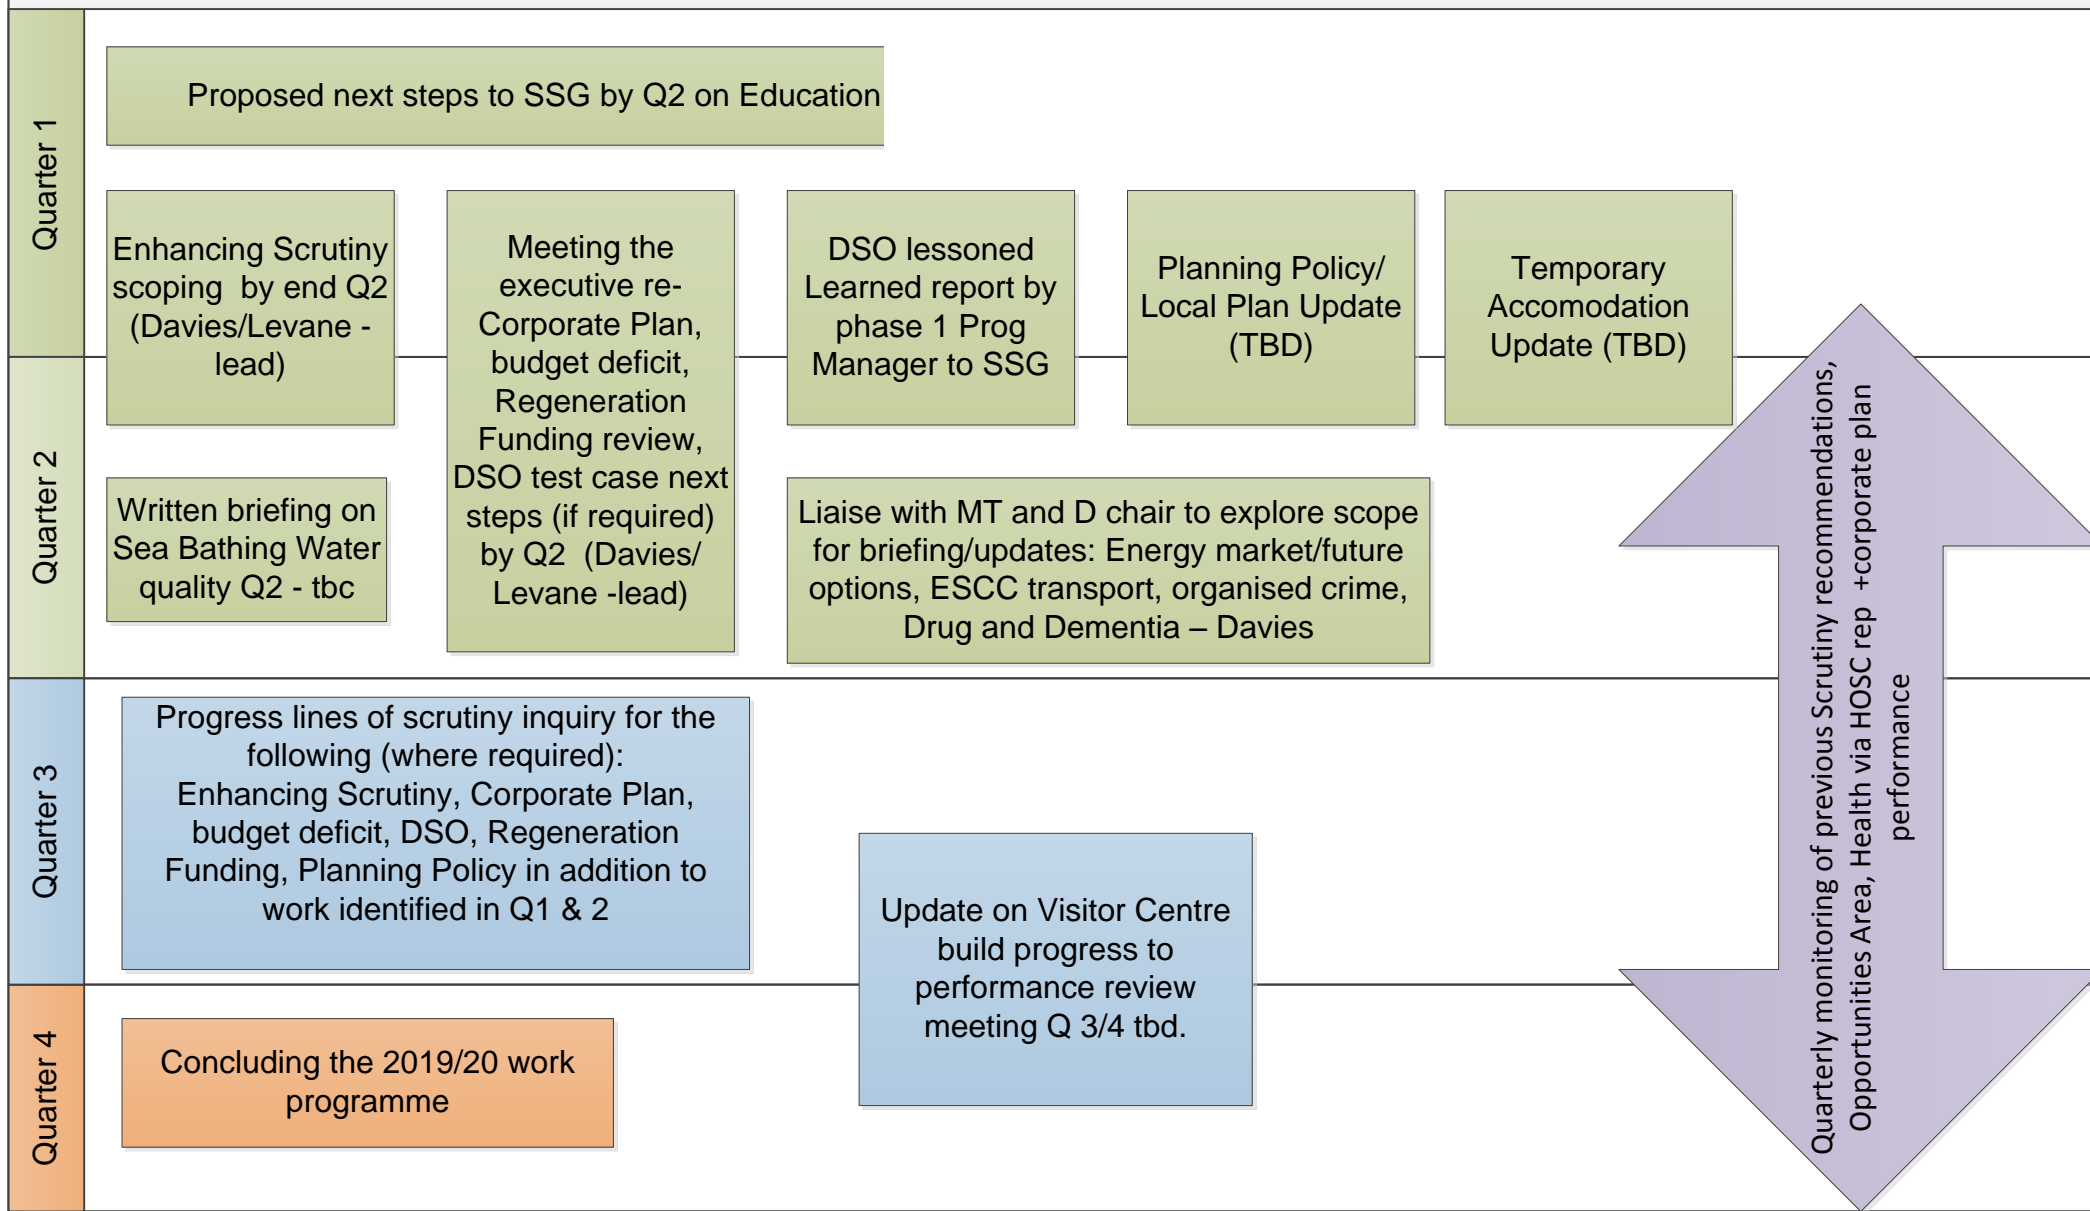 Quarter 1
Proposed next steps to SSG by Q2 on Education
Enhancing Scrutiny
scoping by end Q2
(Davies/Levane -
lead)
Meeting the
executive re-
Corporate Plan,
budget deficit,
Regeneration
Funding review,
DSO test case next
steps (if required)
by Q2 (Davies/
Levane -lead)
DSO lessoned
Learned report by
phase 1 Prog
Manager to SSG
Planning Policy/
Local Plan Update
(TBD)
Temporary
Accomodation
Update (TBD)
Quarter 2
Written briefing on
Sea Bathing Water
quality Q2 - tbc
Liaise with MT and D chair to explore scope
for briefing/updates: Energy market/future
options, ESCC transport, organised crime,
Drug and Dementia – Davies
Quarterly monitoring of previous Scrutiny recommendations,
Opportunities Area, Health via HOSC rep +corporate plan
performance
Quarter 3
Progress lines of scrutiny inquiry for the
following (where required):
Enhancing Scrutiny, Corporate Plan,
budget deficit, DSO, Regeneration
Funding, Planning Policy in addition to
work identified in Q1 & 2
Update on Visitor Centre
build progress to
performance review
meeting Q 3/4 tbd.
Quarter 4
Concluding the 2019/20 work
programme